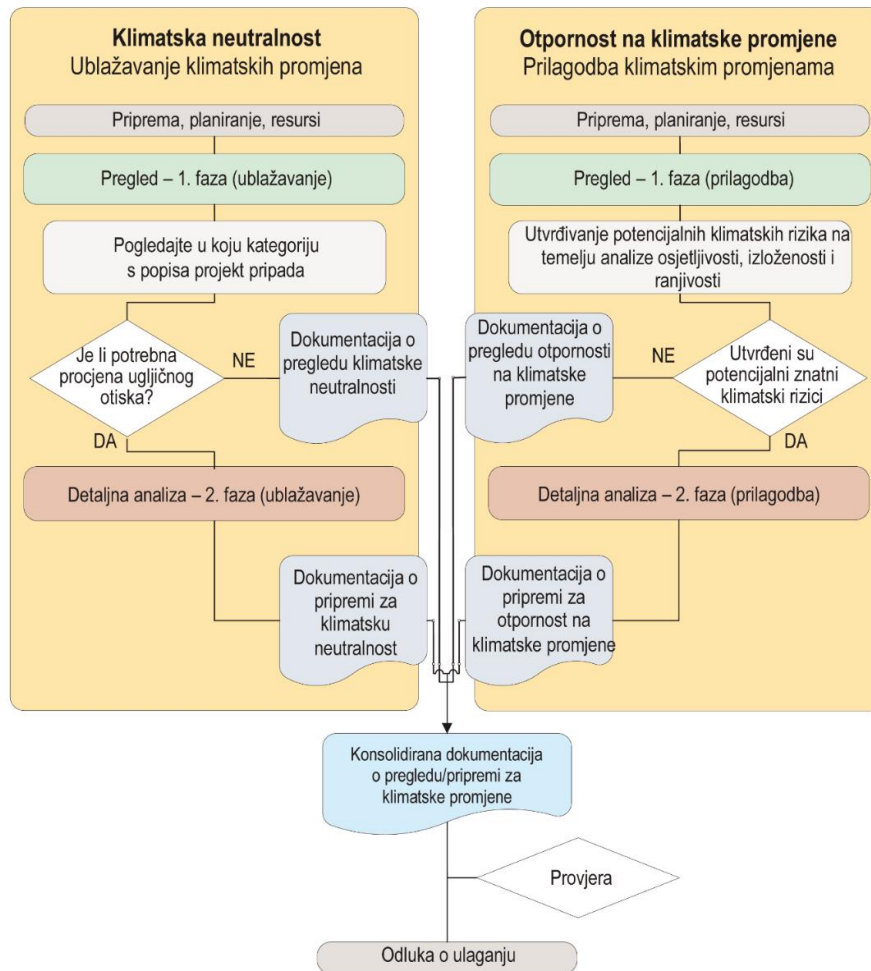 Klimatska neutralnost
Ublažavanje klimatskih promjena
Priprema, planiranje, resursi
Pregled – 1. faza (ublažavanje)
Pogledajte u koju kategoriju
s popisa projekt pripada
Je li potrebna
procjena ugljičnog
otiska?
NE
Dokumentacija o
pregledu klimatske
neutralnosti
DA
Detaljna analiza – 2. faza (ublažavanje)
Dokumentacija o
pripremi za
klimatsku
neutralnost
Otpornost na klimatske promjene
Prilagodba klimatskim promjenama
Priprema, planiranje, resursi
Pregled – 1. faza (prilagodba)
Utvrđivanje potencijalnih klimatskih rizika na
temelju analize osjetljivosti, izloženosti i
ranjivosti
Dokumentacija o
pregledu otpornosti
na klimatske
promjene
NE
Utvrđeni su
potencijalni znatni
klimatski rizici
DA
Detaljna analiza – 2. faza (prilagodba)
Dokumentacija o
pripremi za
otpornost na
klimatske promjene
Konsolidirana dokumentacija
o pregledu/pripremi za
klimatske promjene
Provjera
Odluka o ulaganju